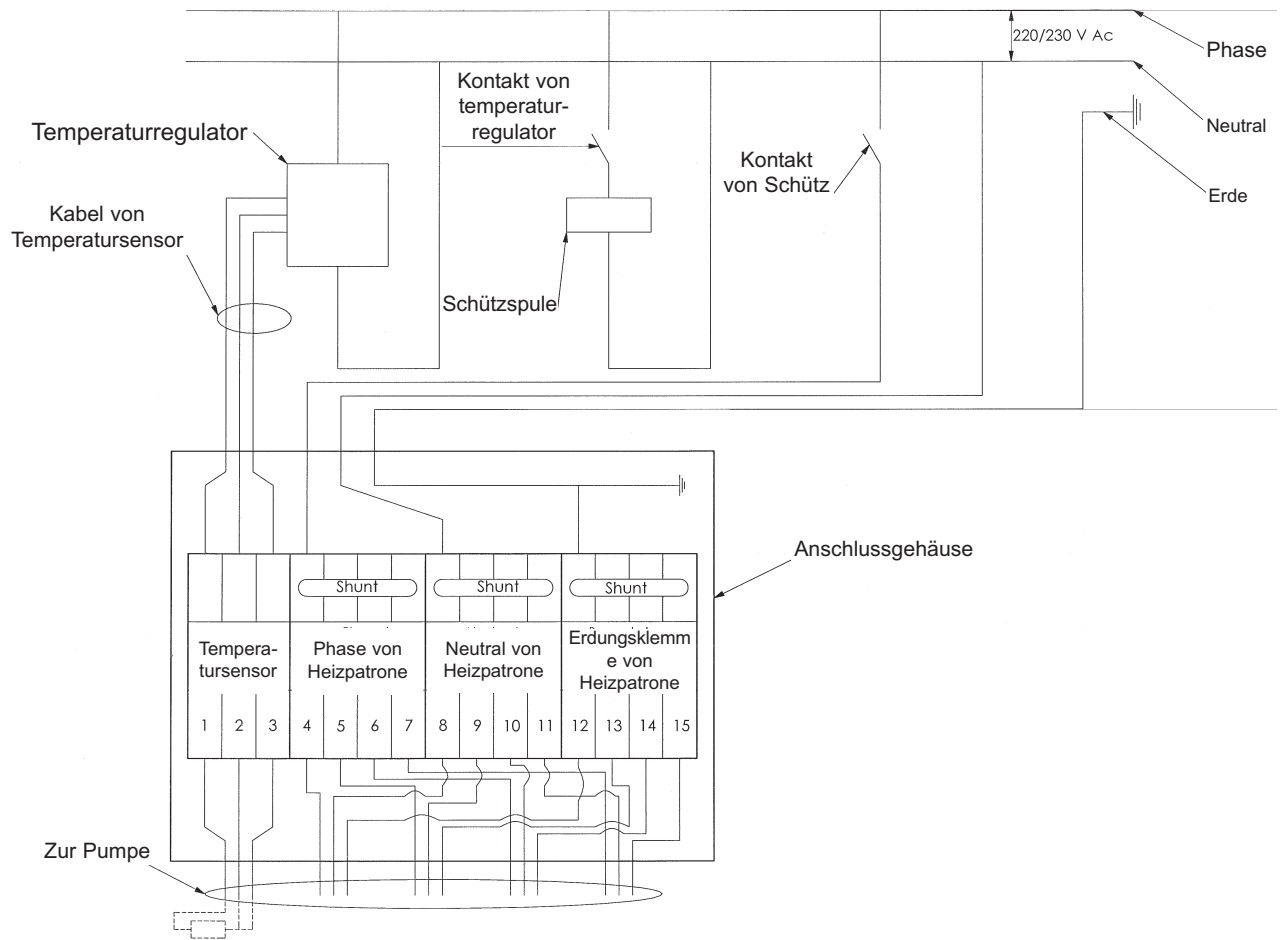 220/230 V Ac
Phase
Neutral
Erde
Kontakt von
temperatur-
regulator
Temperaturregulator
Kontakt
von Schütz
Kabel von
Temperatursensor
Schützspule
Anschlussgehäuse
Shunt
Shunt
Shunt
Tempera-
tursensor
Phase von
Heizpatrone
Neutral von
Heizpatrone
Erdungsklemm
e von
Heizpatrone
1 2 3 4 5 6 7 8 9 10 11 12 13 14 15
Zur Pumpe